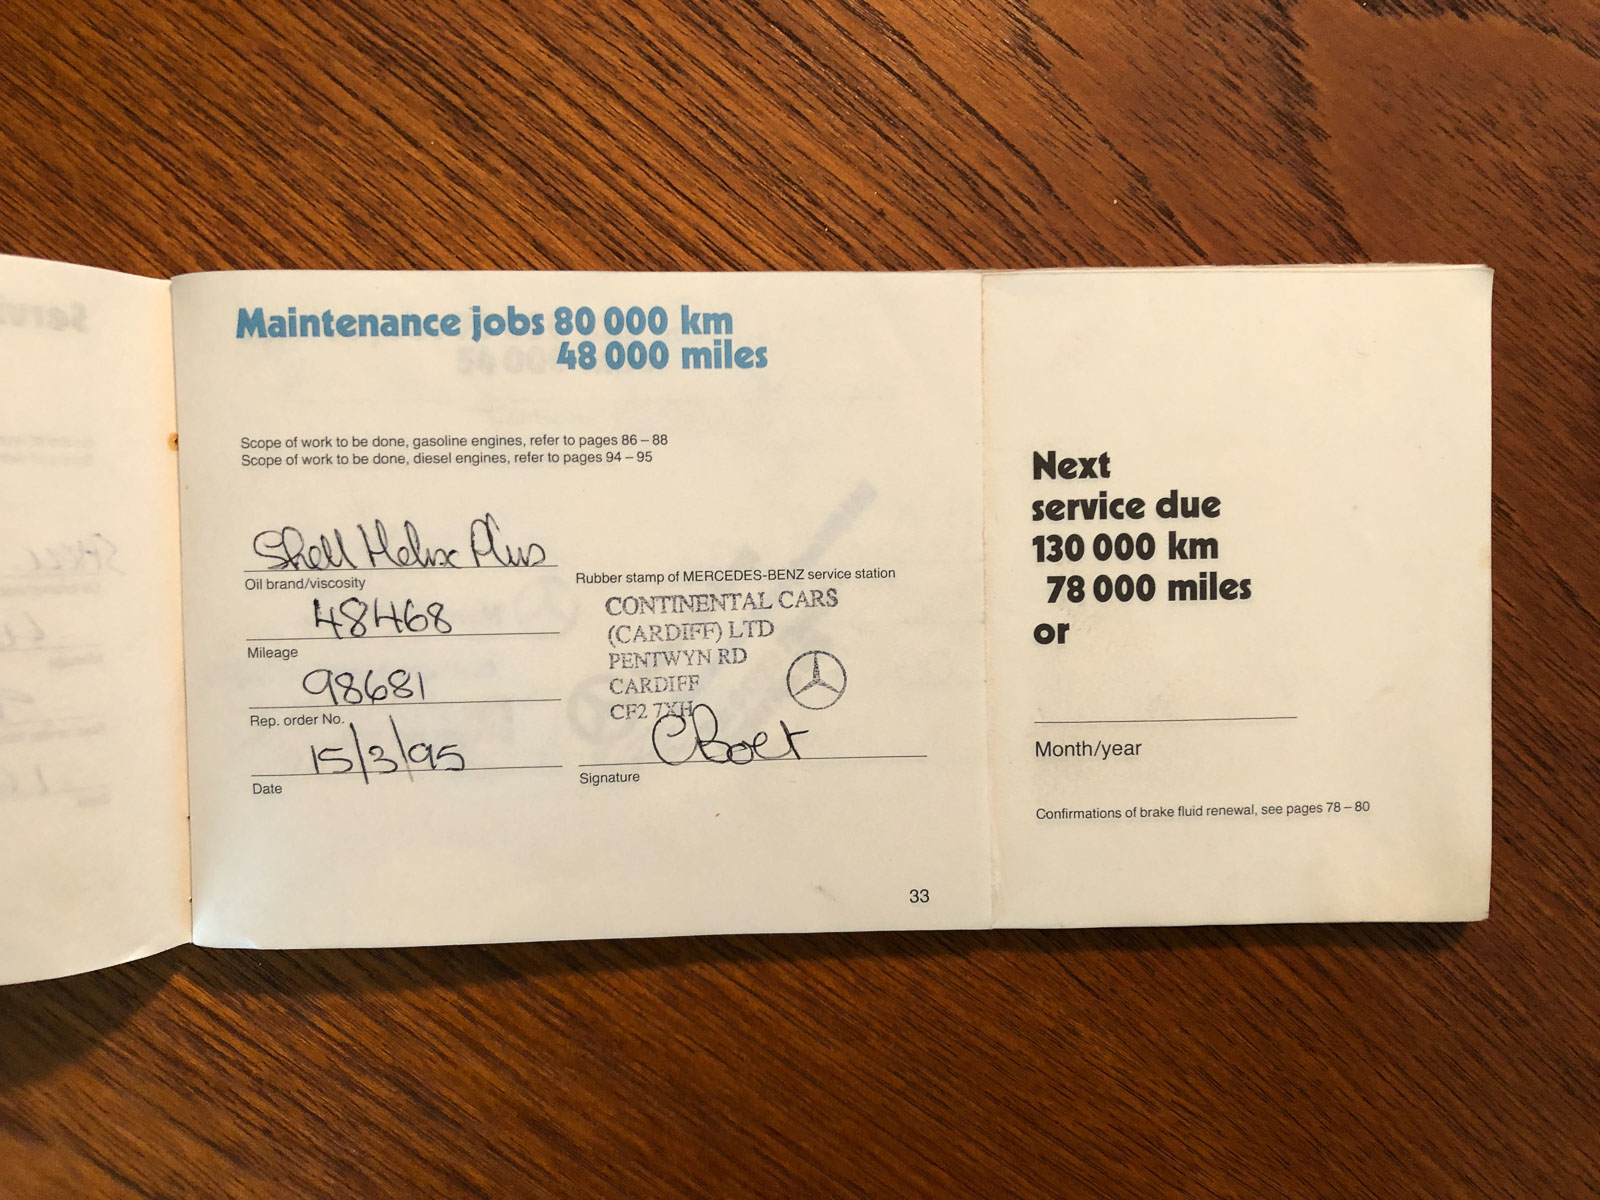 Maintenance jobs 80 000 km
48 000 miles
Scope of work to be done, gasoline engines, refer to pages 86 – 88
Scope of work to be done, diesel engines, refer to pages 94 – 95
Shell Helix Plus
Oil brand/viscosity
48468
Mileage
98681
Rep. order No.
15/3/95
Date
Rubber stamp of MERCEDES-BENZ service station
CONTINENTAL CARS
(CARDIFF) LTD
PENTWYN RD
CARDIFF
CF2 7XH
Signature
33
Next
service due
130 000 km
78 000 miles
or
Month/year
Confirmations of brake fluid renewal, see pages 78 – 80